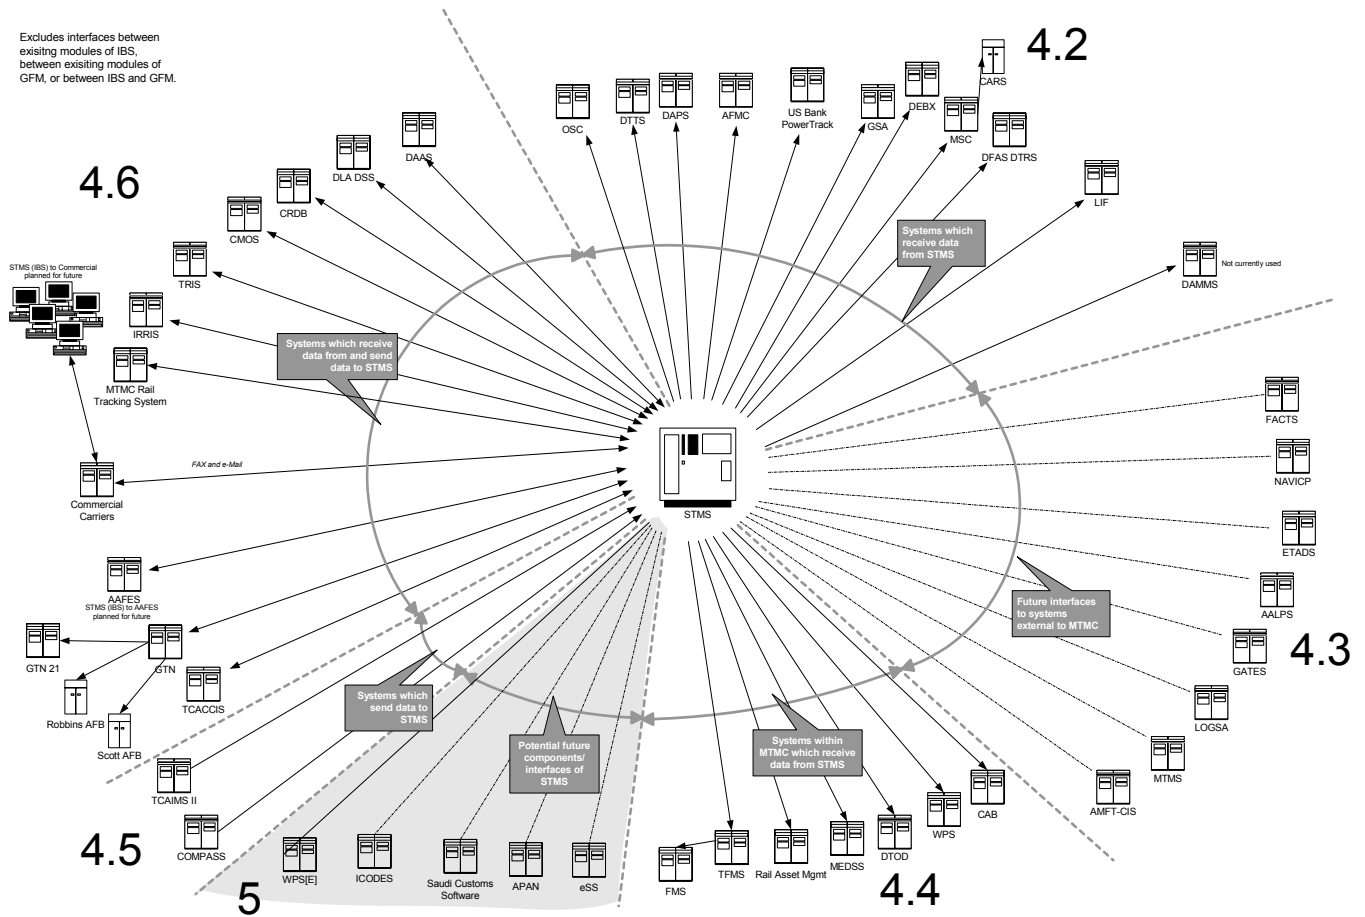 Excludes interfaces between
exisitng modules of IBS,
between exisiting modules of
GFM, or between IBS and GFM.
4.2
CARS
OSC
DTTS
DAPS
AFMC
US Bank
PowerTrack
GSA
DEBX
MSC
DFAS DTRS
LIF
DAMMS
Not currently used
Systems which
receive data
from STMS
4.6
DAAS
DLA DSS
CRDB
CMOS
TRIS
STMS (IBS) to Commercial
planned for future
IRRIS
MTMC Rail
Tracking System
Systems which receive
data from and send
data to STMS
FAX and e-Mail
Commercial
Carriers
AAFES
STMS (IBS) to AAFES
planned for future
GTN 21
GTN
Robbins AFB
Scott AFB
TCACCIS
STMS
FACTS
NAVICP
ETADS
AALPS
GATES
4.3
LOGSA
MTMS
AMFT-CIS
Future interfaces
to systems
external to MTMC
Systems which
send data to
STMS
TCAIMS II
COMPASS
4.5
Potential future
components/
interfaces of
STMS
WPS[E]
ICODES
Saudi Customs
Software
APAN
eSS
5
Systems within
MTMC which receive
data from STMS
FMS
TFMS
Rail Asset Mgmt
MEDSS
DTOD
WPS
CAB
4.4